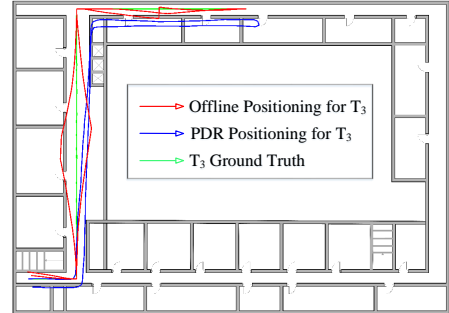 Offline Positioning for T₃
PDR Positioning for T₃
T₃ Ground Truth